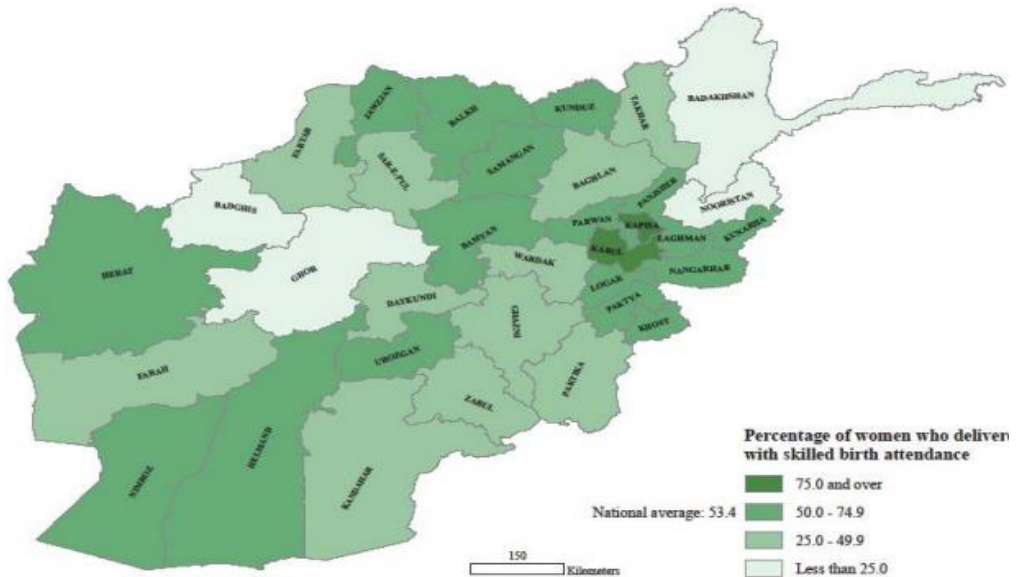 BADAKHSHAN
JAWZJAN
BALKH
KUNDUZ
TAKHAR
FARYAB
SAR-E-PUL
SAMANGAN
BAGHLAN
PANJSHER
NOORISTAN
BADGHIS
PARWAN
KAPISA
KUNARHA
LAGHMAN
HERAT
GHOR
BAMYAN
WARDAK
KABUL
NANGARHAR
LOGAR
DAYKUNDI
PAKTYA
GHAZNI
KHOST
UROZGAN
FARAH
PAKTIKA
ZABUL
HELMAND
NIMROZ
KANDAHAR
Percentage of women who delivere
with skilled birth attendance
75.0 and over
National average: 53.4
50.0 - 74.9
25.0 - 49.9
Less than 25.0
150
Kilometers